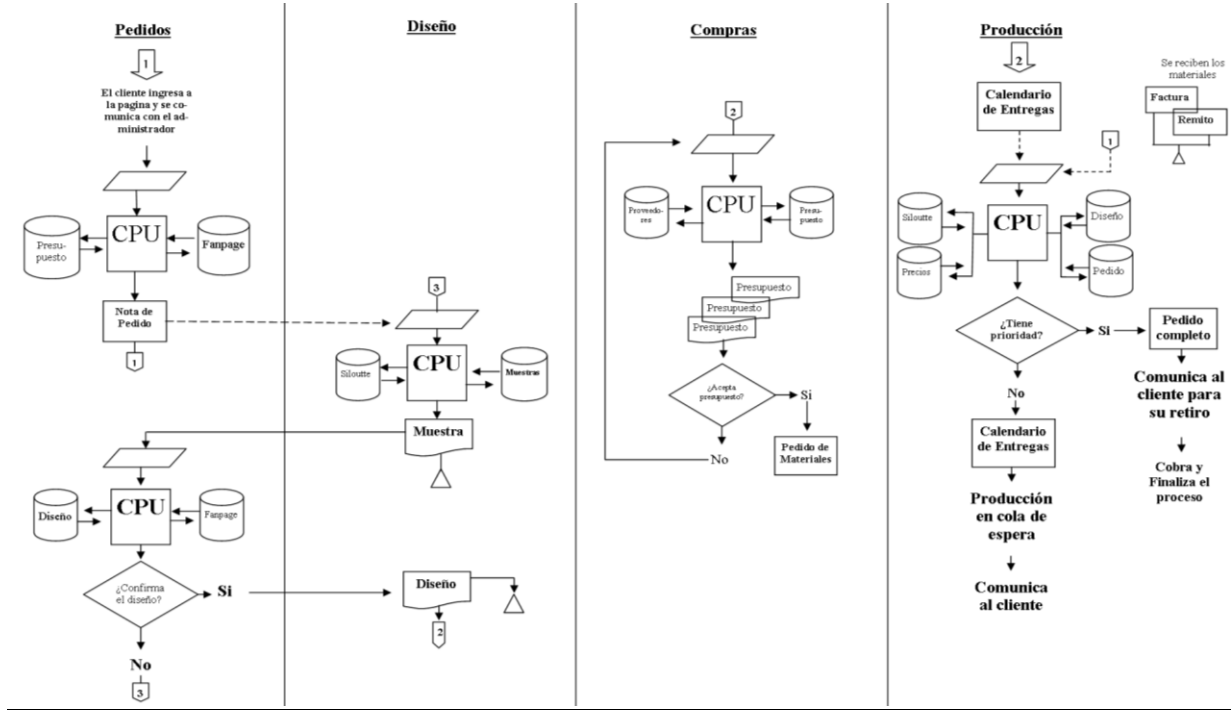 Pedidos
1
El cliente ingresa a
la pagina y se co-
munica con el ad-
ministrador
CPU
Presu-
puesto
Fanpage
Nota de
Pedido
1
CPU
Diseño
Fanpage
¿Confirma
el diseño?
Si
No
3
Diseño
3
CPU
Siloutte
Muestras
Muestra
Diseño
2
Compras
2
CPU
Proveedo-
res
Presu-
puesto
Presupuesto
Presupuesto
Presupuesto
¿Acepta
presupuesto?
Si
No
Pedido de
Materiales
Producción
2
Calendario
de Entregas
1
Se reciben los
materiales
Factura
Remito
CPU
Siloutte
Precios
Diseño
Pedido
¿Tiene
prioridad?
Si
Pedido
completo
Comunica al
cliente para
su retiro
Cobra y
Finaliza el
proceso
No
Calendario
de Entregas
Producción
en cola de
espera
Comunica
al cliente